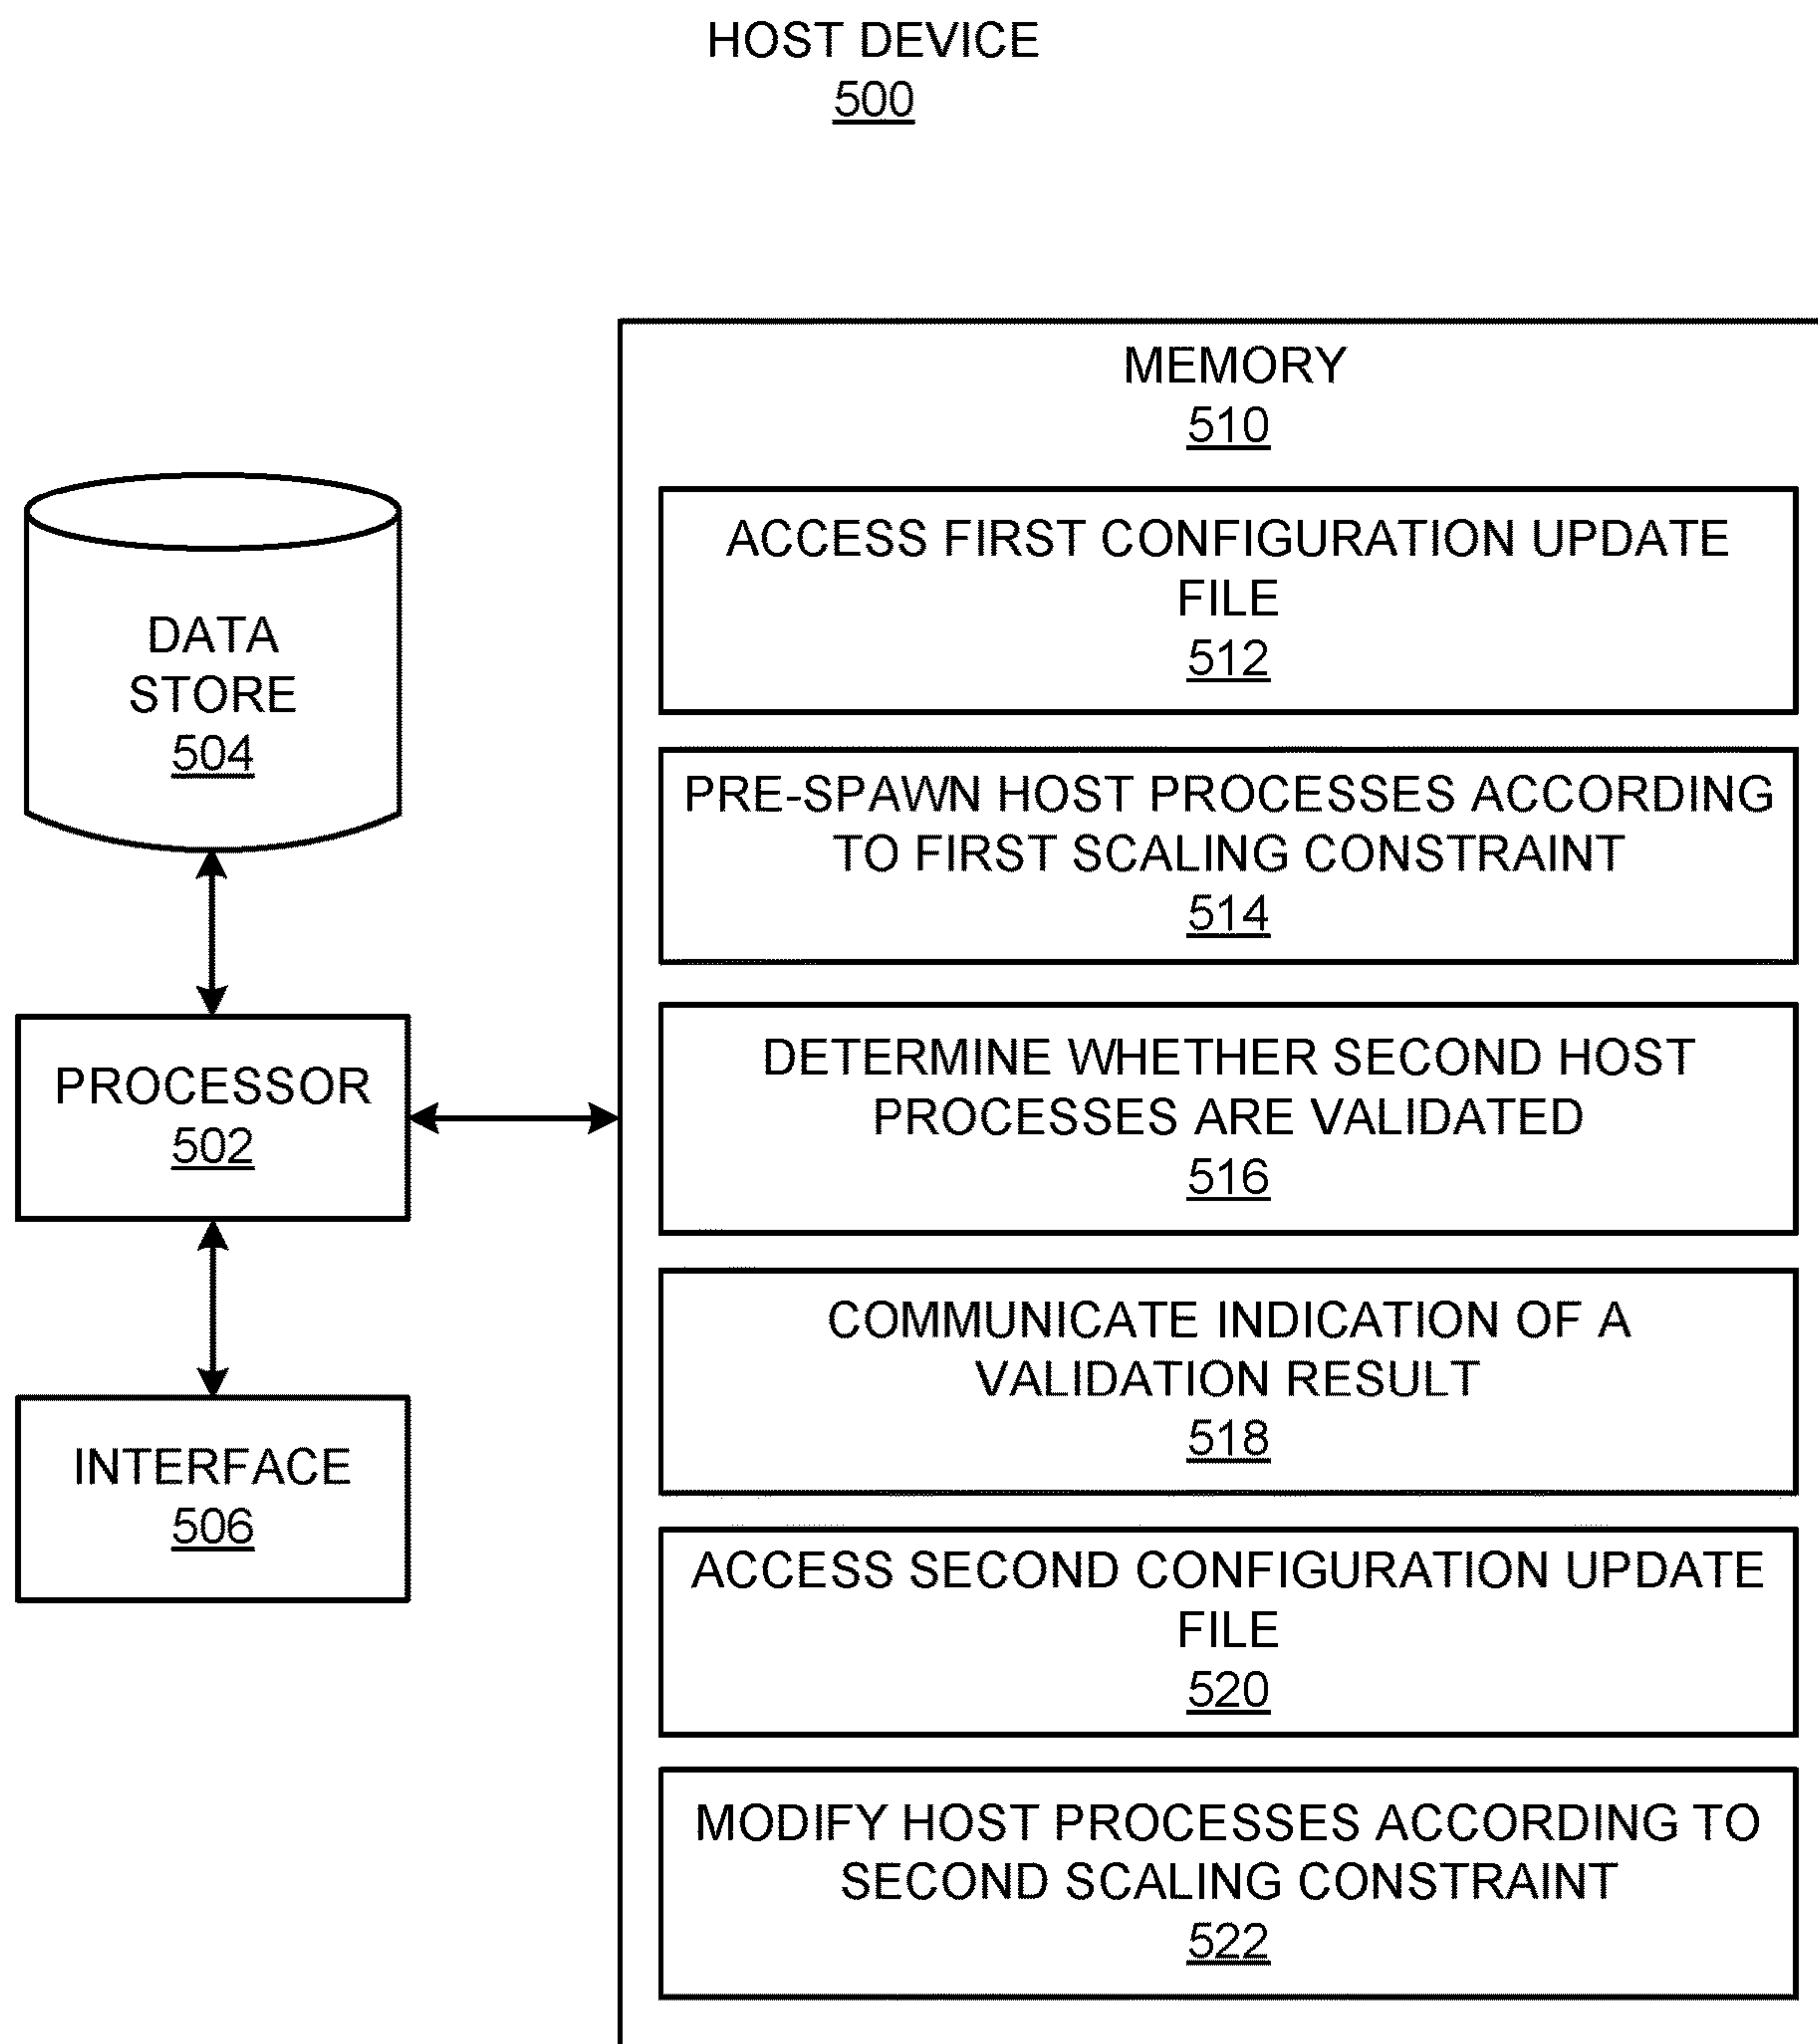 HOST DEVICE
500
MEMORY
510
ACCESS FIRST CONFIGURATION UPDATE
FILE
512
PRE-SPAWN HOST PROCESSES ACCORDING
TO FIRST SCALING CONSTRAINT
514
DETERMINE WHETHER SECOND HOST
PROCESSES ARE VALIDATED
516
COMMUNICATE INDICATION OF A
VALIDATION RESULT
518
ACCESS SECOND CONFIGURATION UPDATE
FILE
520
MODIFY HOST PROCESSES ACCORDING TO
SECOND SCALING CONSTRAINT
522
DATA
STORE
504
PROCESSOR
502
INTERFACE
506